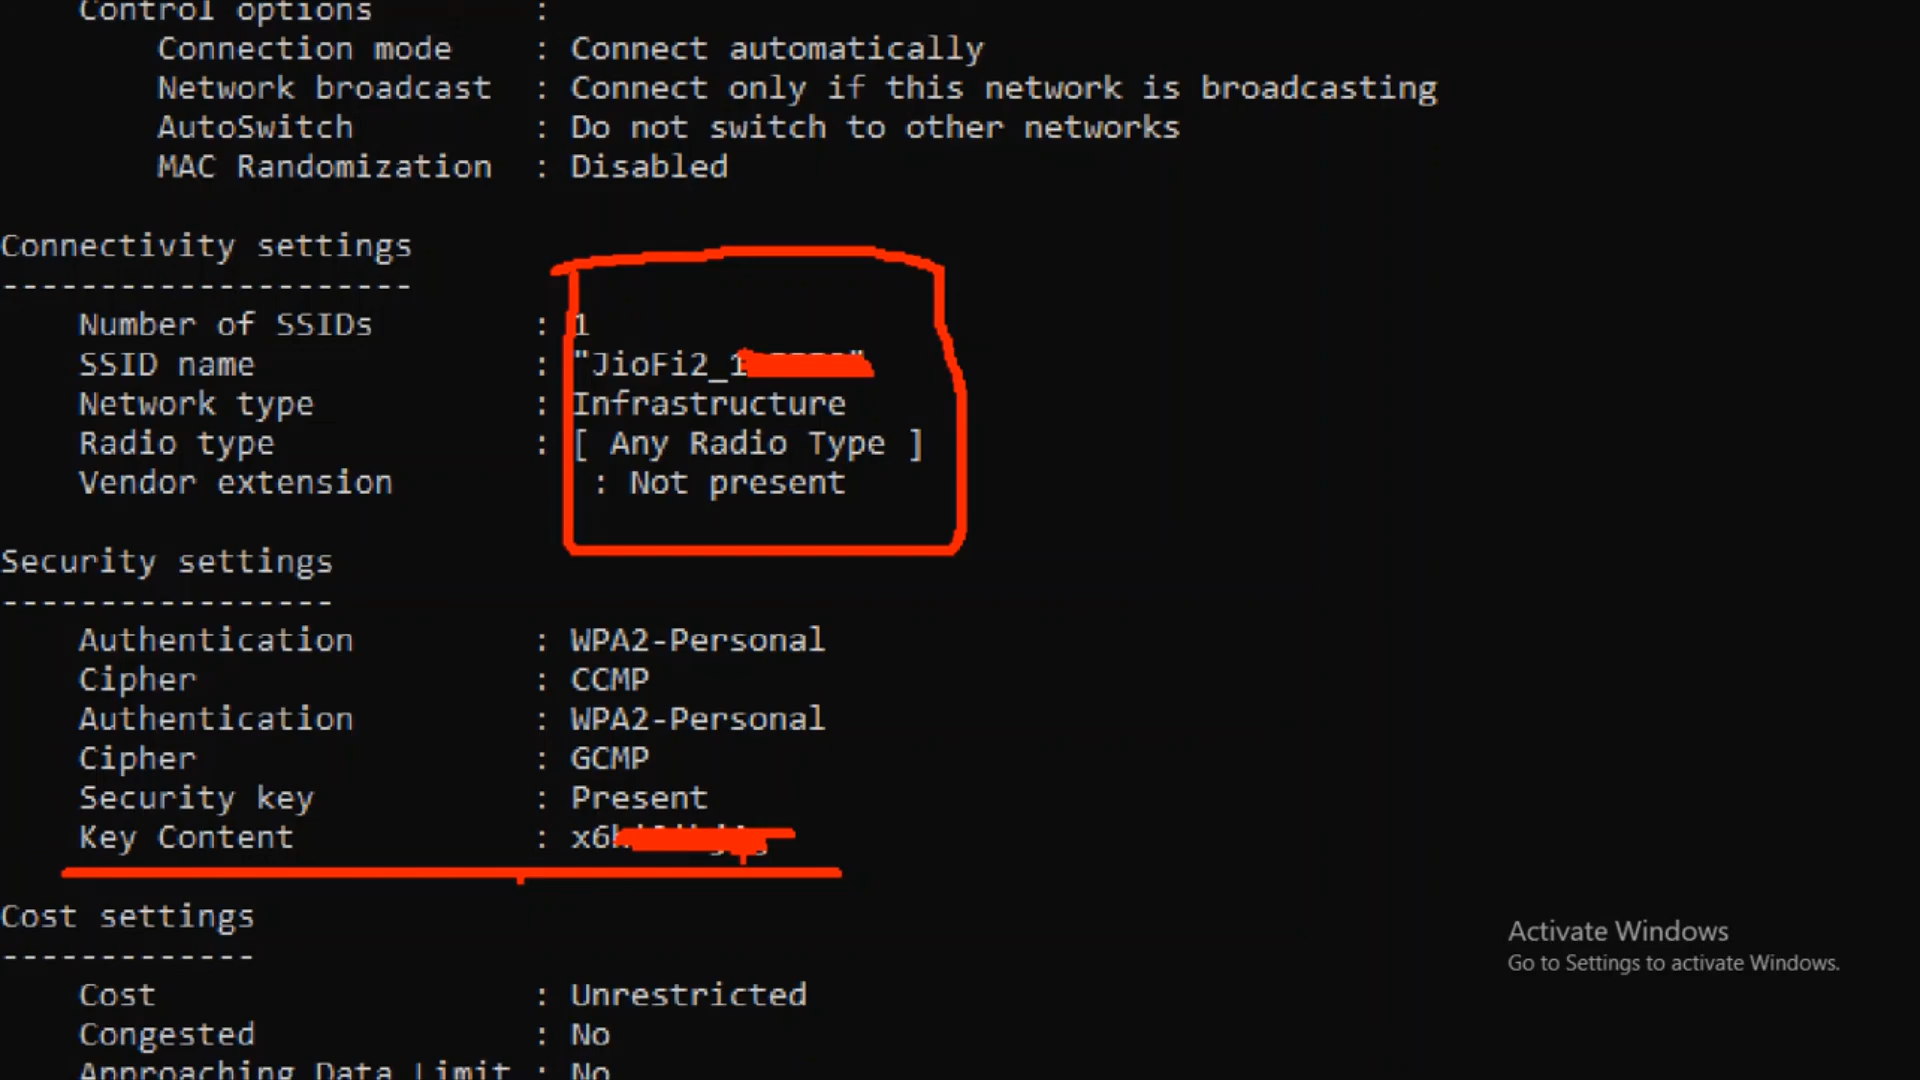 Control options :
Connection mode : Connect automatically
Network broadcast : Connect only if this network is broadcasting
AutoSwitch : Do not switch to other networks
MAC Randomization : Disabled
Connectivity settings
---------------------
Number of SSIDs : 1
SSID name : "JioFi2_1
Network type : Infrastructure
Radio type : [ Any Radio Type ]
Vendor extension : Not present
Security settings
-----------------
Authentication : WPA2-Personal
Cipher : CCMP
Authentication : WPA2-Personal
Cipher : GCMP
Security key : Present
Key Content : x6
Cost settings
-------------
Cost : Unrestricted
Congested : No
Approaching Data Limit : No
Activate Windows
Go to Settings to activate Windows.